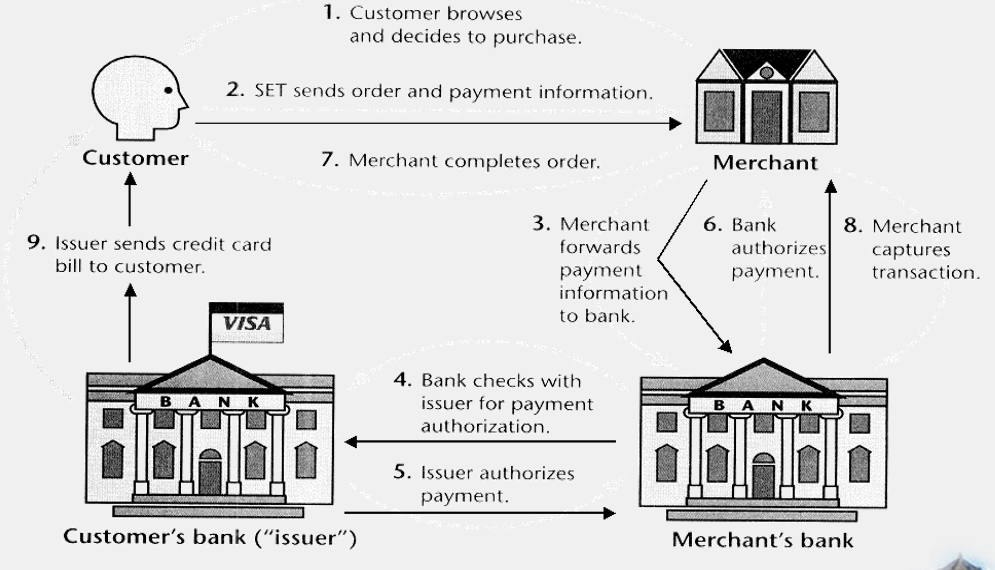 1. Customer browses
and decides to purchase.
2. SET sends order and payment information.
Customer
7. Merchant completes order.
Merchant
3. Merchant
forwards
payment
information
to bank.
6. Bank
authorizes
payment.
8. Merchant
captures
transaction.
9. Issuer sends credit card
bill to customer.
VISA
BANK
4. Bank checks with
issuer for payment
authorization.
5. Issuer authorizes
payment.
BANK
Customer's bank ("issuer")
Merchant's bank